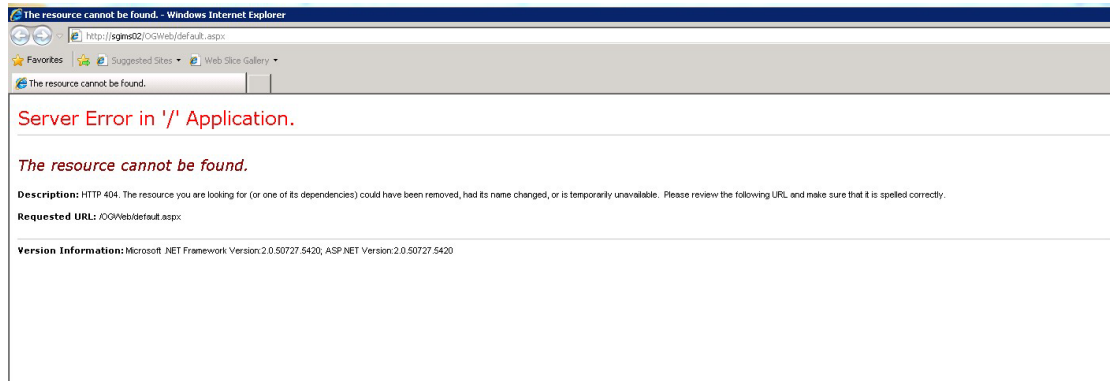 The resource cannot be found. - Windows Internet Explorer
http://sgims02/OGWeb/default.aspx
Favorites Suggested Sites Web Slice Gallery
The resource cannot be found.
Server Error in '/' Application.
The resource cannot be found.
Description: HTTP 404. The resource you are looking for (or one of its dependencies) could have been removed, had its name changed, or is temporarily unavailable. Please review the following URL and make sure that it is spelled correctly.
Requested URL: /OGWeb/default.aspx
Version Information: Microsoft .NET Framework Version:2.0.50727.5420; ASP.NET Version:2.0.50727.5420